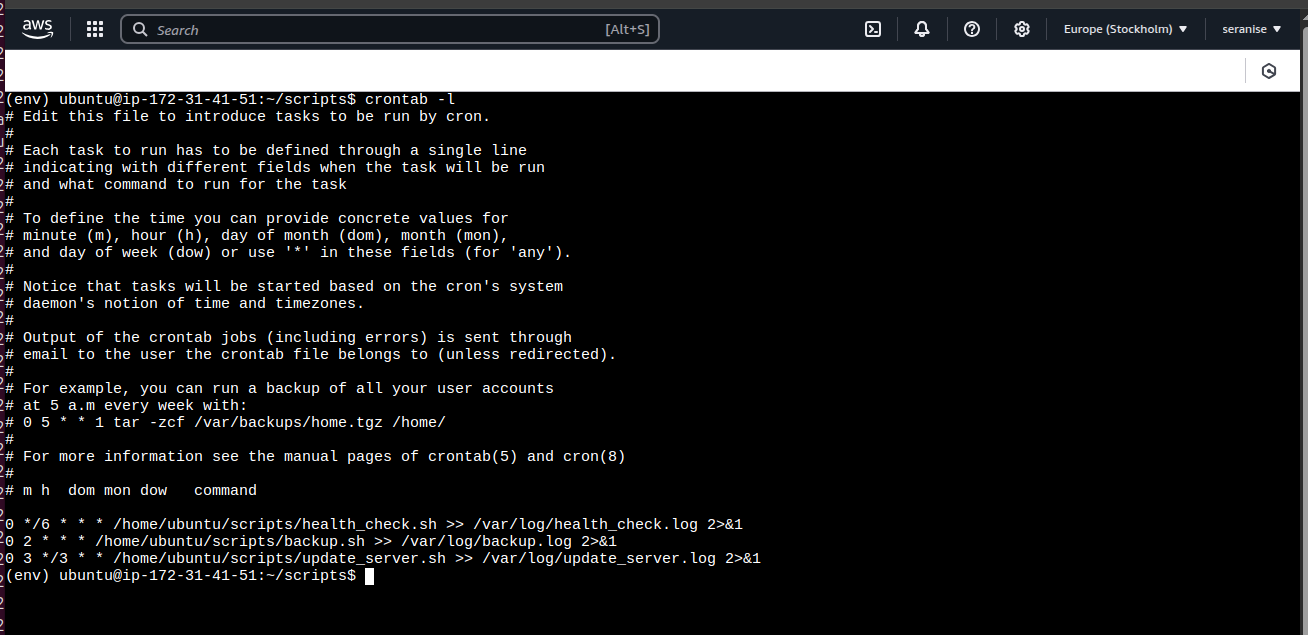 aws
Search [Alt+S]
Europe (Stockholm)
seranise
(env) ubuntu@ip-172-31-41-51:~/scripts$ crontab -l
# Edit this file to introduce tasks to be run by cron.
#
# Each task to run has to be defined through a single line
# indicating with different fields when the task will be run
# and what command to run for the task
#
# To define the time you can provide concrete values for
# minute (m), hour (h), day of month (dom), month (mon),
# and day of week (dow) or use '*' in these fields (for 'any').
#
# Notice that tasks will be started based on the cron's system
# daemon's notion of time and timezones.
#
# Output of the crontab jobs (including errors) is sent through
# email to the user the crontab file belongs to (unless redirected).
#
# For example, you can run a backup of all your user accounts
# at 5 a.m every week with:
# 0 5 * * 1 tar -zcf /var/backups/home.tgz /home/
#
# For more information see the manual pages of crontab(5) and cron(8)
#
# m h  dom mon dow   command

0 */6 * * * /home/ubuntu/scripts/health_check.sh >> /var/log/health_check.log 2>&1
0 2 * * * /home/ubuntu/scripts/backup.sh >> /var/log/backup.log 2>&1
0 3 */3 * * /home/ubuntu/scripts/update_server.sh >> /var/log/update_server.log 2>&1
(env) ubuntu@ip-172-31-41-51:~/scripts$